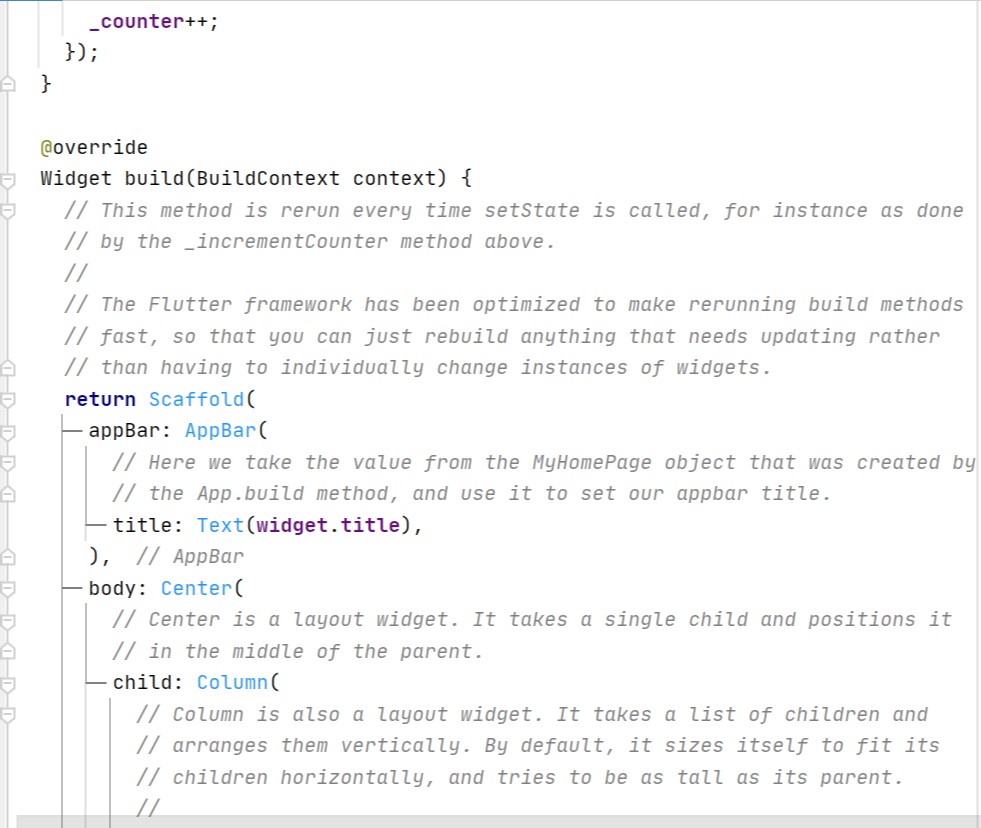 _counter++;
});
}
@override
Widget build(BuildContext context) {
// This method is rerun every time setState is called, for instance as done
// by the _incrementCounter method above.
//
// The Flutter framework has been optimized to make rerunning build methods
// fast, so that you can just rebuild anything that needs updating rather
// than having to individually change instances of widgets.
return Scaffold(
appBar: AppBar(
// Here we take the value from the MyHomePage object that was created by
// the App.build method, and use it to set our appbar title.
title: Text(widget.title),
), // AppBar
body: Center(
// Center is a layout widget. It takes a single child and positions it
// in the middle of the parent.
child: Column(
// Column is also a layout widget. It takes a list of children and
// arranges them vertically. By default, it sizes itself to fit its
// children horizontally, and tries to be as tall as its parent.
//